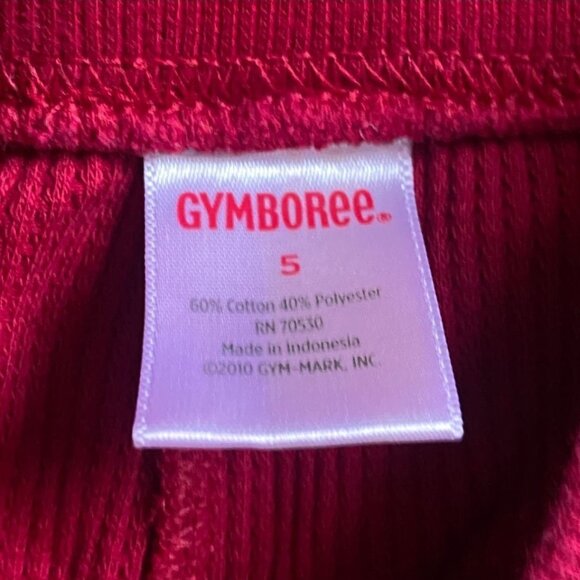 GYMBOREE®
5
60% Cotton 40% Polyester
RN 70530
Made in Indonesia
©2010 GYM-MARK, INC.